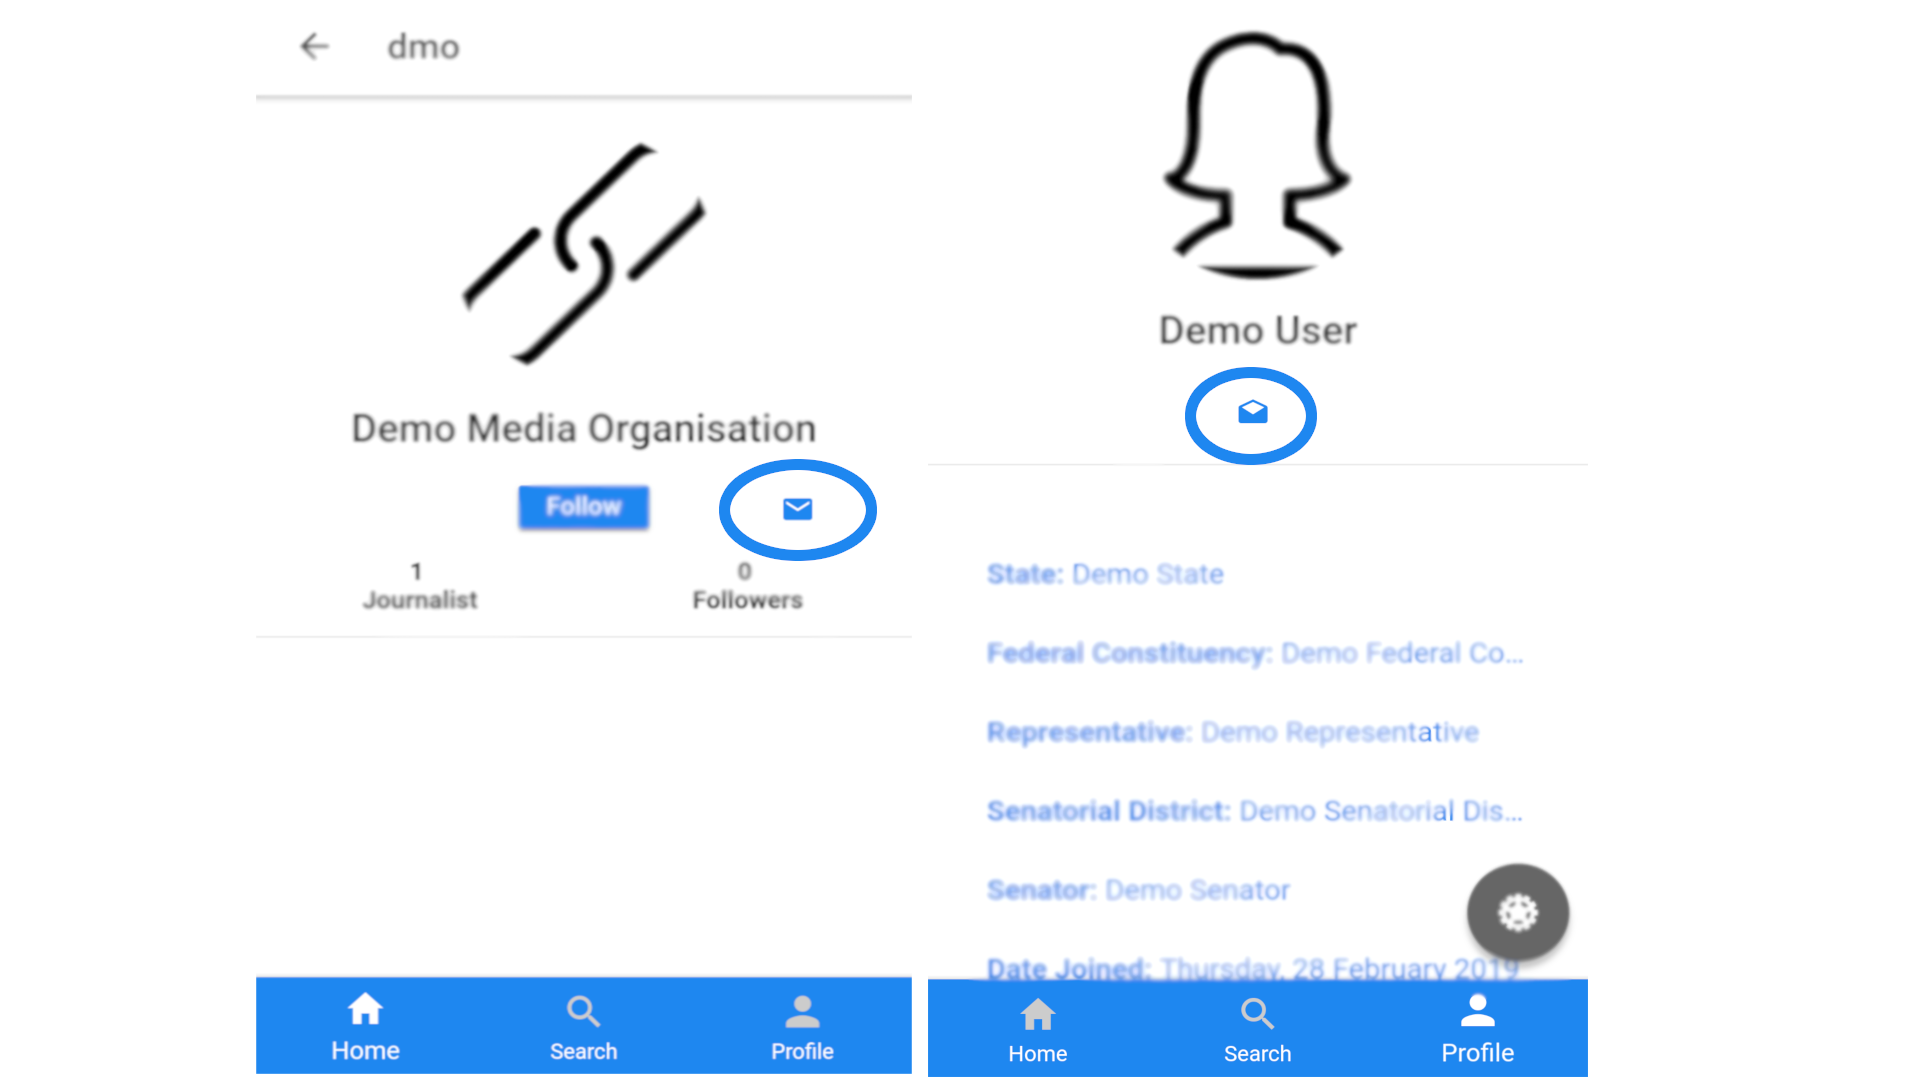 dmo
Demo Media Organisation
Follow
1
Journalist
0
Followers
Home
Search
Profile
Demo User
State: Demo State
Federal Constituency: Demo Federal Co...
Representative: Demo Representative
Senatorial District: Demo Senatorial Dis...
Senator: Demo Senator
Date Joined: Thursday, 28 February 2019
Home
Search
Profile